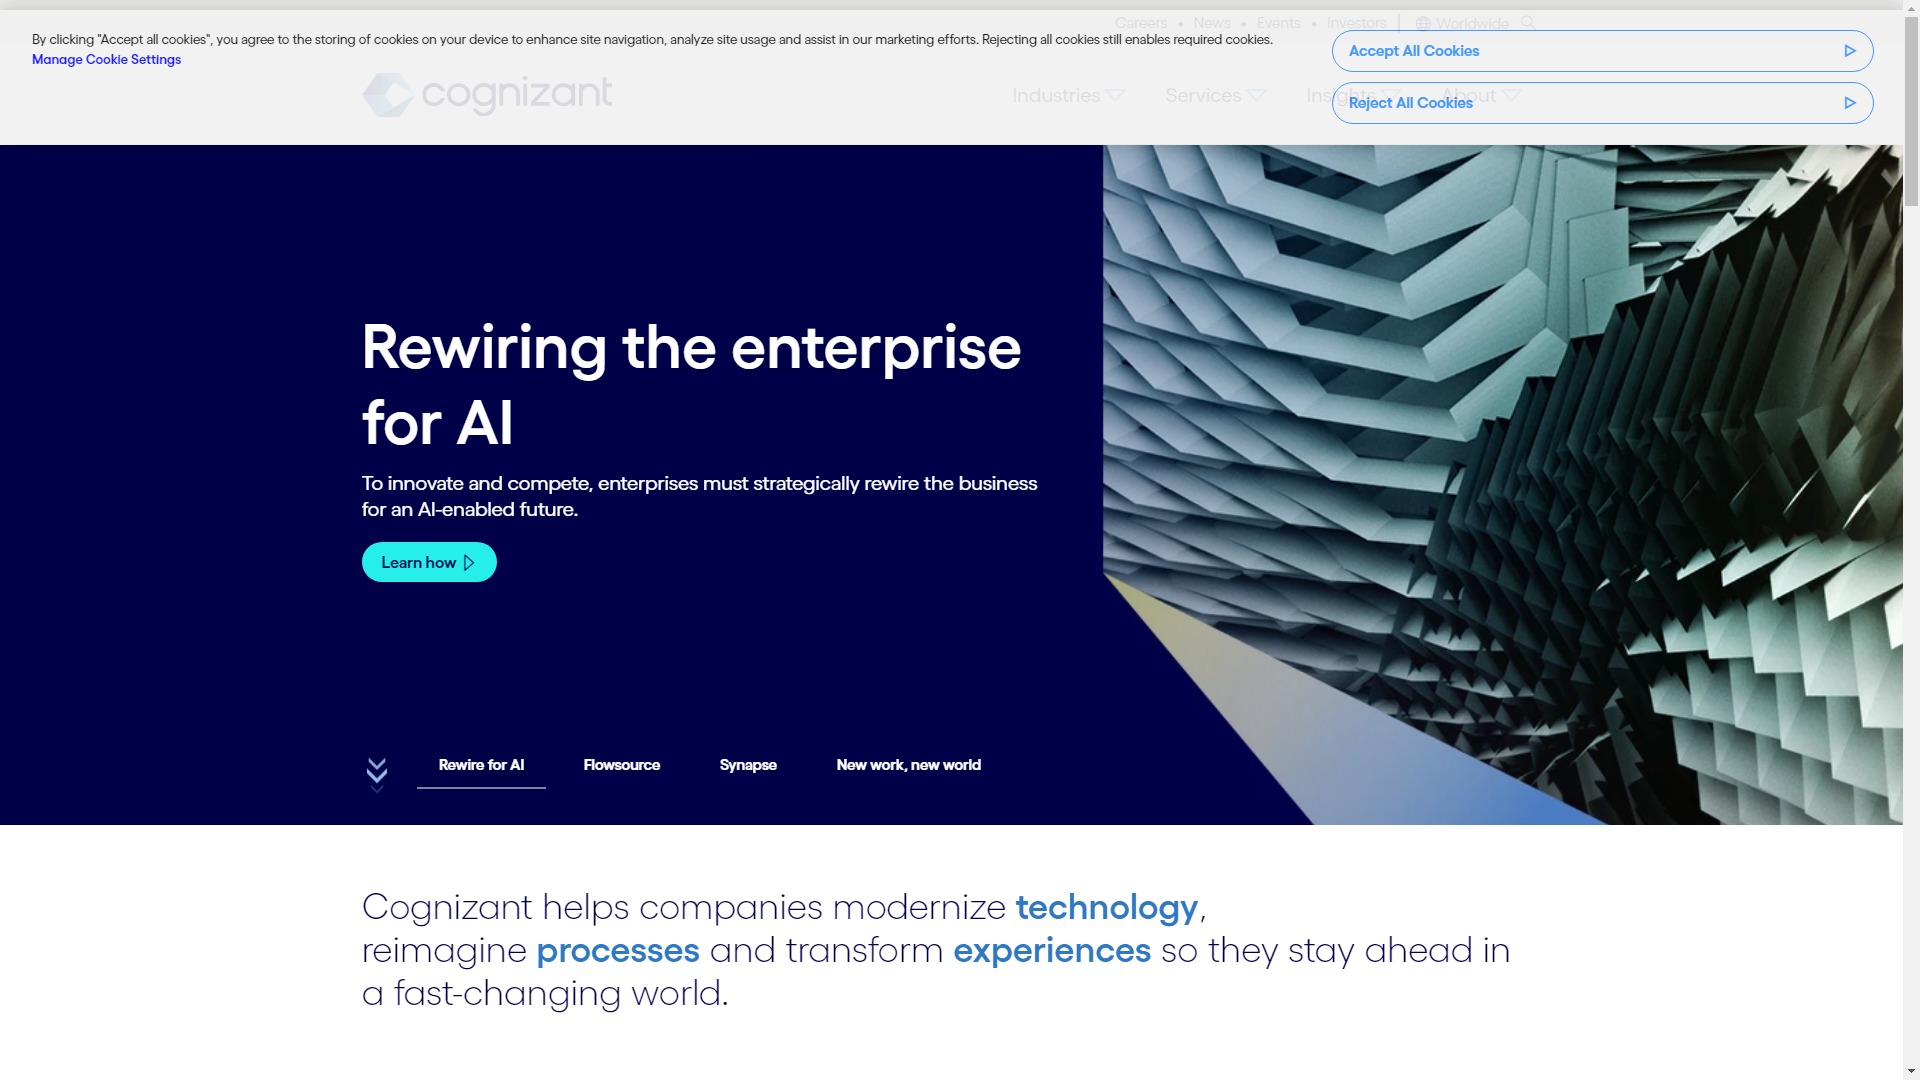 Careers • News • Events • Investors | Worldwide
By clicking "Accept all cookies", you agree to the storing of cookies on your device to enhance site navigation, analyze site usage and assist in our marketing efforts. Rejecting all cookies still enables required cookies.
Manage Cookie Settings
Accept All Cookies
Reject All Cookies
cognizant
Industries
Services
Insights
About
Rewiring the enterprise
for AI
To innovate and compete, enterprises must strategically rewire the business
for an AI-enabled future.
Learn how
Rewire for AI
Flowsource
Synapse
New work, new world
Cognizant helps companies modernize technology,
reimagine processes and transform experiences so they stay ahead in
a fast-changing world.